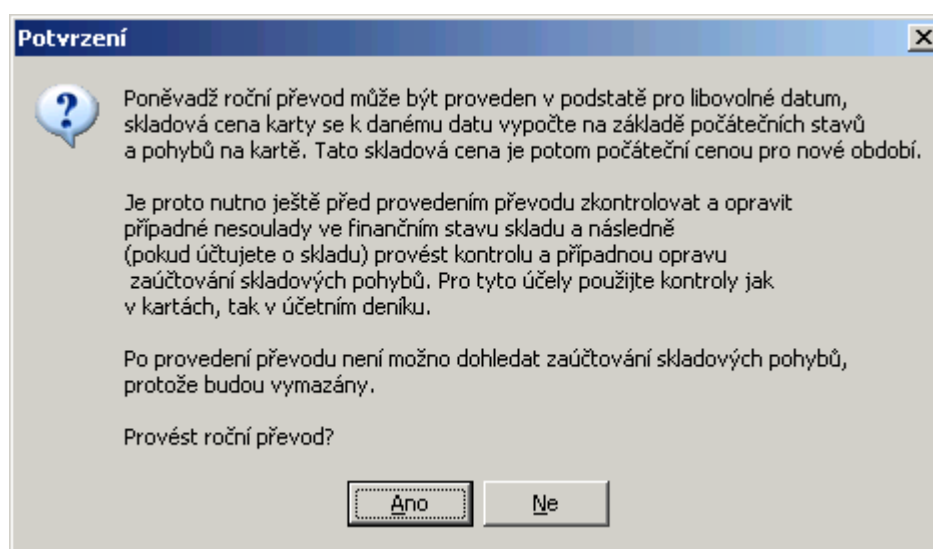 Potvrzení
Poněvadž roční převod může být proveden v podstatě pro libovolné datum,
skladová cena karty se k danému datu vypočte na základě počátečních stavů
a pohybů na kartě. Tato skladová cena je potom počáteční cenou pro nové období.
Je proto nutno ještě před provedením převodu zkontrolovat a opravit
případné nesoulady ve finančním stavu skladu a následně
(pokud účtujete o skladu) provést kontrolu a případnou opravu
zaúčtování skladových pohybů. Pro tyto účely použijte kontroly jak
v kartách, tak v účetním deníku.
Po provedení převodu není možno dohledat zaúčtování skladových pohybů,
protože budou vymazány.
Provést roční převod?
Ano
Ne